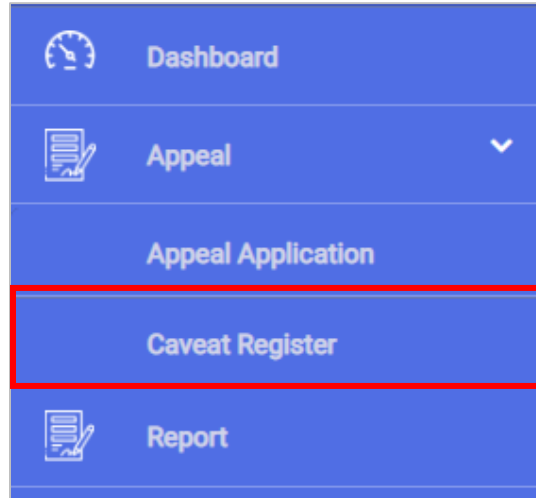 Dashboard
Appeal
Appeal Application
Caveat Register
Report